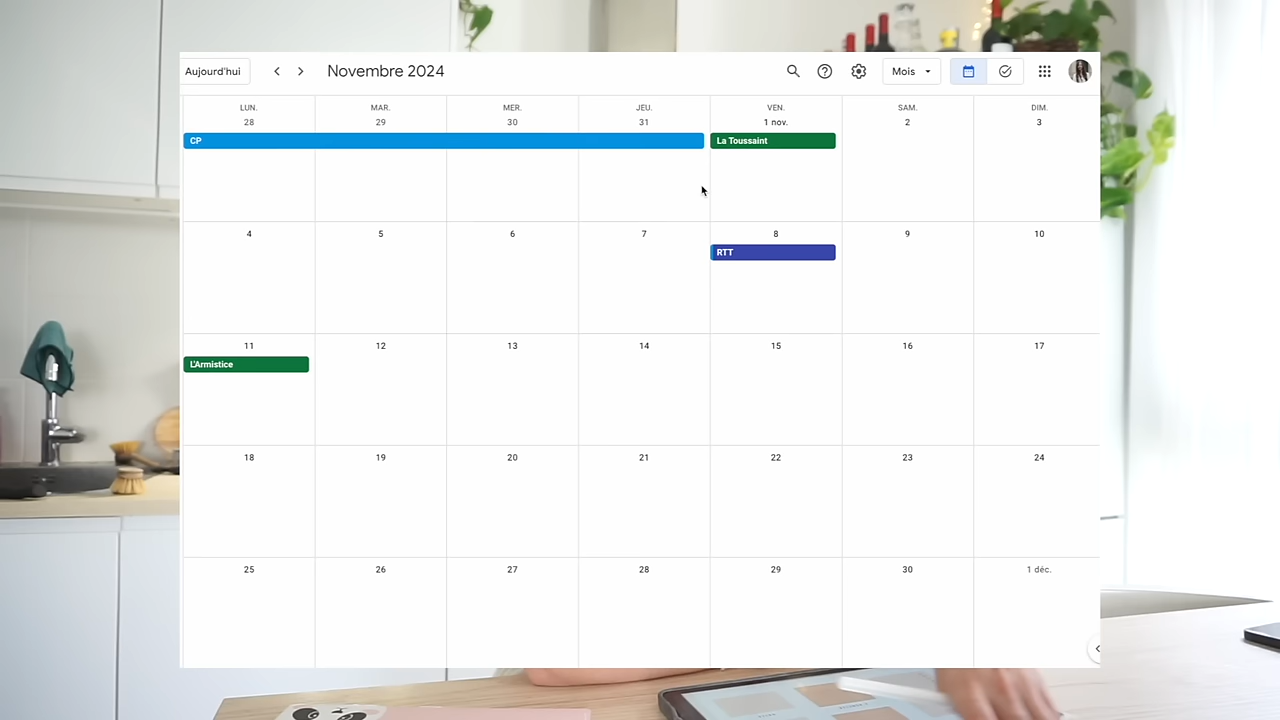 Aujourd'hui
Novembre 2024
Mois
LUN. MAR. MER. JEU. VEN. SAM. DIM.
28 29 30 31 1 nov. 2 3
CP La Toussaint
4 5 6 7 8 9 10
RTT
11 12 13 14 15 16 17
L'Armistice
18 19 20 21 22 23 24
25 26 27 28 29 30 1 déc.